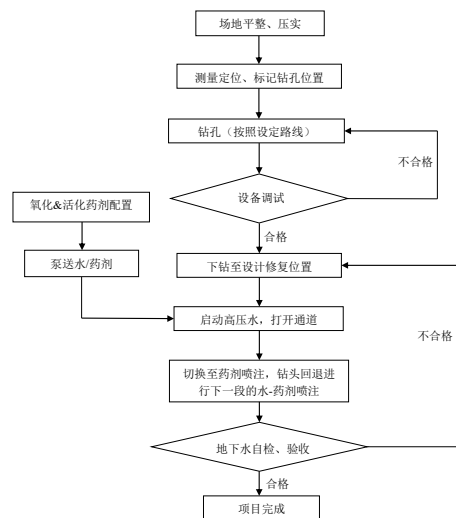 场地平整、压实
测量定位、标记钻孔位置
钻孔（按照设定路线）
不合格
设备调试
氧化&活化药剂配置
合格
泵送水/药剂
下钻至设计修复位置
启动高压水，打开通道
不合格
切换至药剂喷注，钻头回退进
行下一段的水-药剂喷注
地下水自检、验收
合格
项目完成